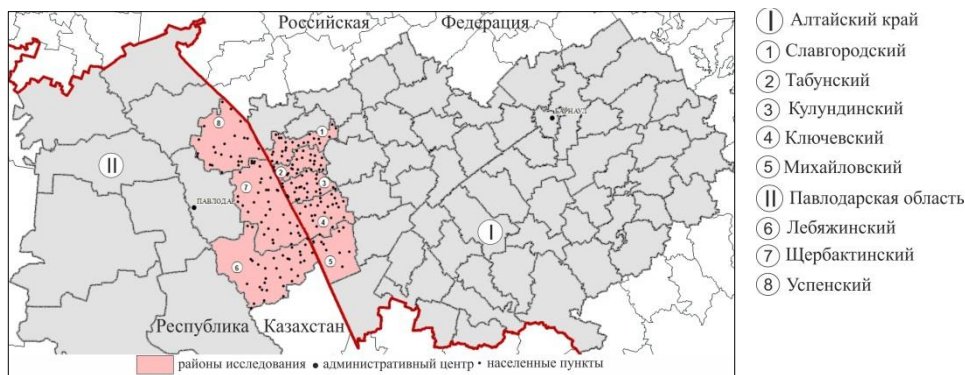 Российская Федерация
8
1
II
2
7
3
ПАВЛОДАР
4
I
6
5
Республика Казахстан
районы исследования • административный центр • населенные пункты
I Алтайский край
1 Славгородский
2 Табунский
3 Кулундинский
4 Ключевский
5 Михайловский
II Павлодарская область
6 Лебяжинский
7 Щербактинский
8 Успенский